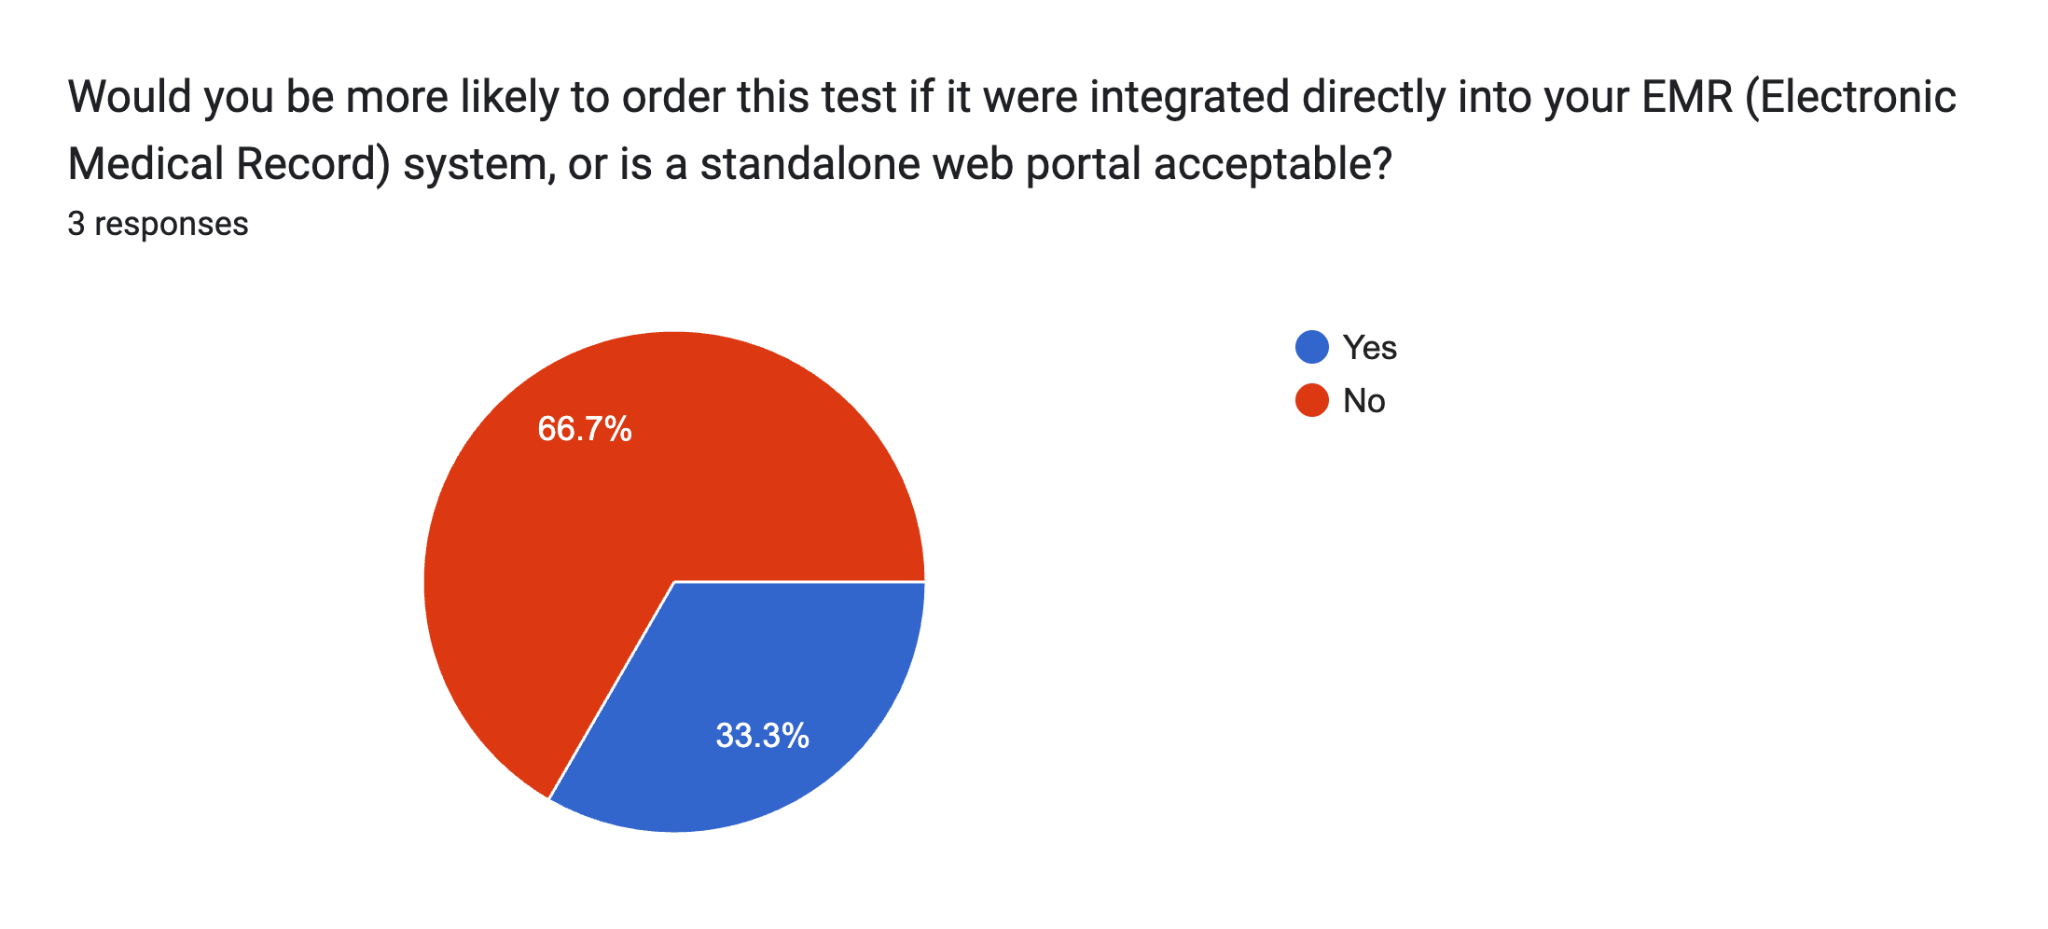 Would you be more likely to order this test if it were integrated directly into your EMR (Electronic
Medical Record) system, or is a standalone web portal acceptable?
3 responses
Yes
No
66.7%
33.3%